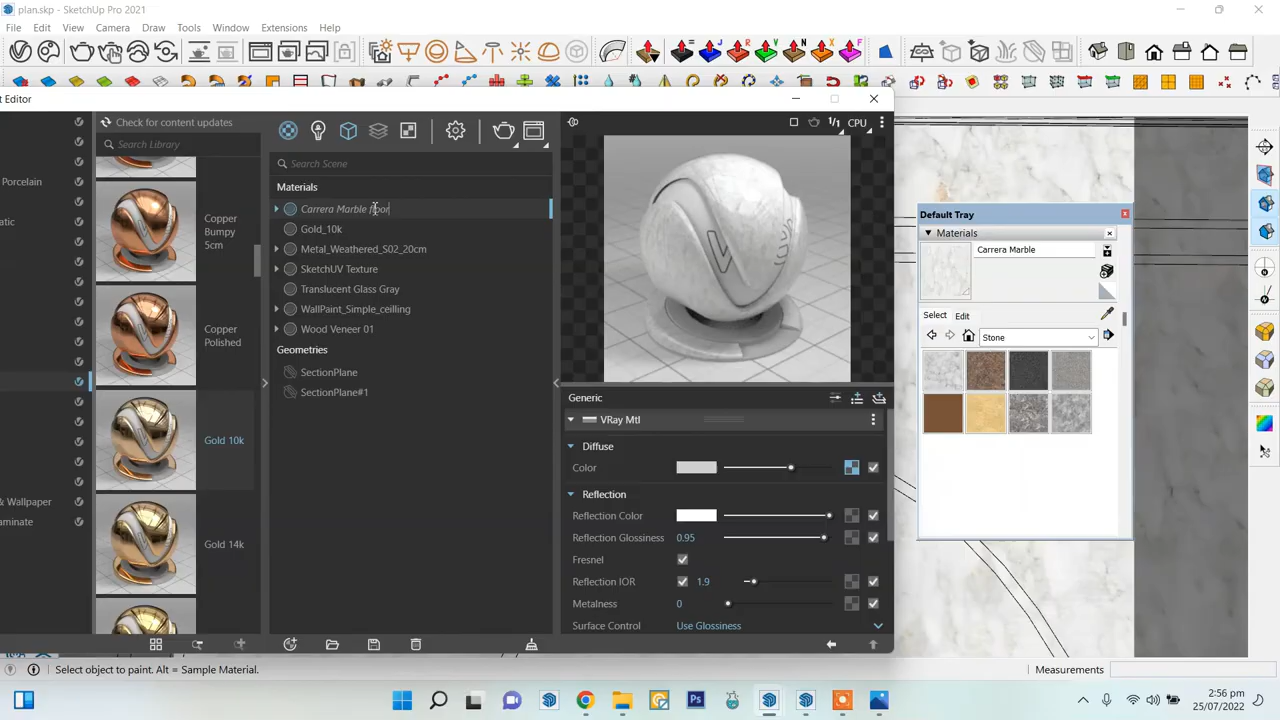 plan.skp - SketchUp Pro 2021
File Edit View Camera Draw Tools Window Extensions Help
t Editor
Check for content updates
Search Library
Porcelain
atic
& Wallpaper
aminate
Copper
Bumpy
5cm
Copper
Polished
Gold 10k
Gold 14k
Search Scene
Materials
Carrera Marble floor
Gold_10k
Metal_Weathered_S02_20cm
SketchUV Texture
Translucent Glass Gray
WallPaint_Simple_ceilling
Wood Veneer 01
Geometries
SectionPlane
SectionPlane#1
1/1 CPU
Generic
VRay Mtl
Diffuse
Color
Reflection
Reflection Color
Reflection Glossiness 0.95
Fresnel
Reflection IOR 1.9
Metalness 0
Surface Control Use Glossiness
Default Tray
Materials
Carrera Marble
Select Edit
Stone
Select object to paint. Alt = Sample Material.
Measurements
2:56 pm
25/07/2022